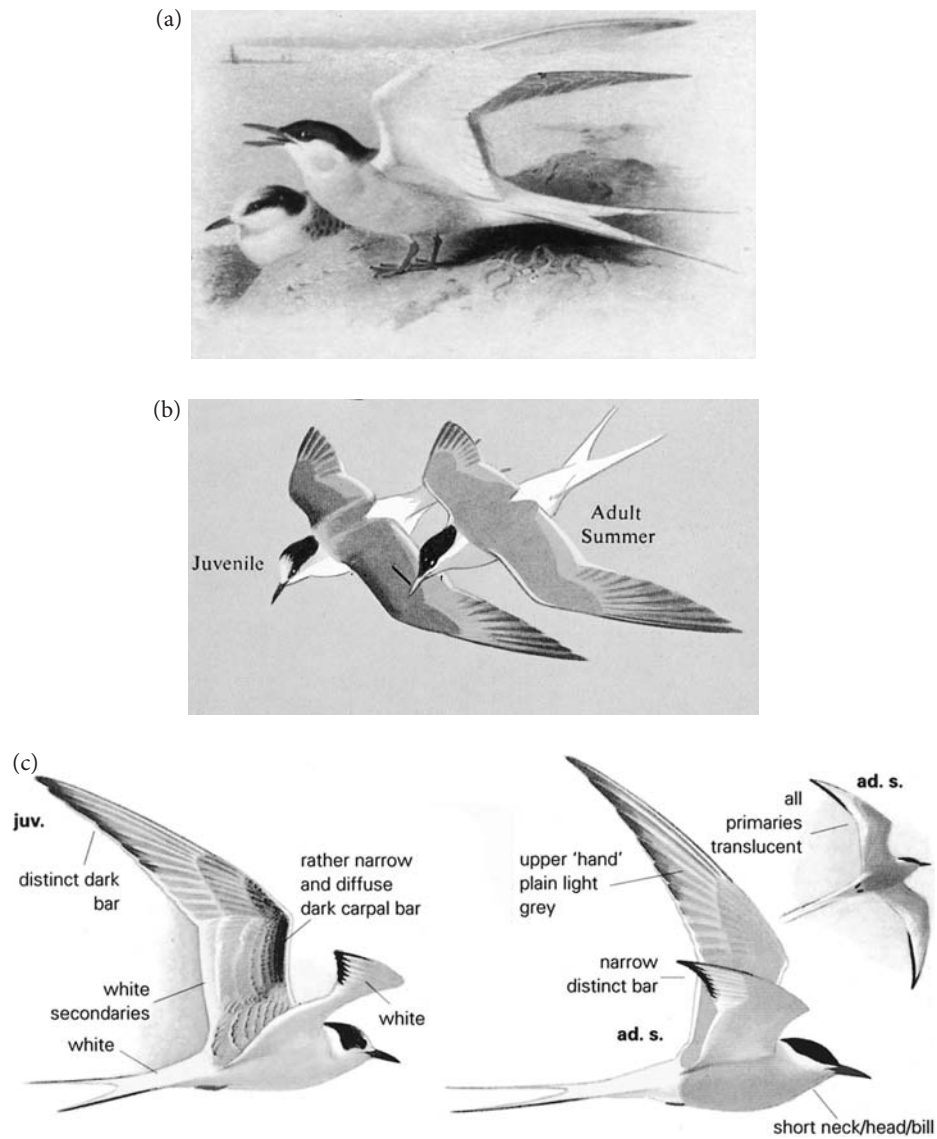 (a)
(b)
Juvenile
Adult
Summer
(c)
juv.
distinct dark
bar
white
secondaries
white
rather narrow
and diffuse
dark carpal bar
white
upper 'hand'
plain light
grey
narrow
distinct bar
ad. s.
all
primaries
translucent
ad. s.
short neck/head/bill